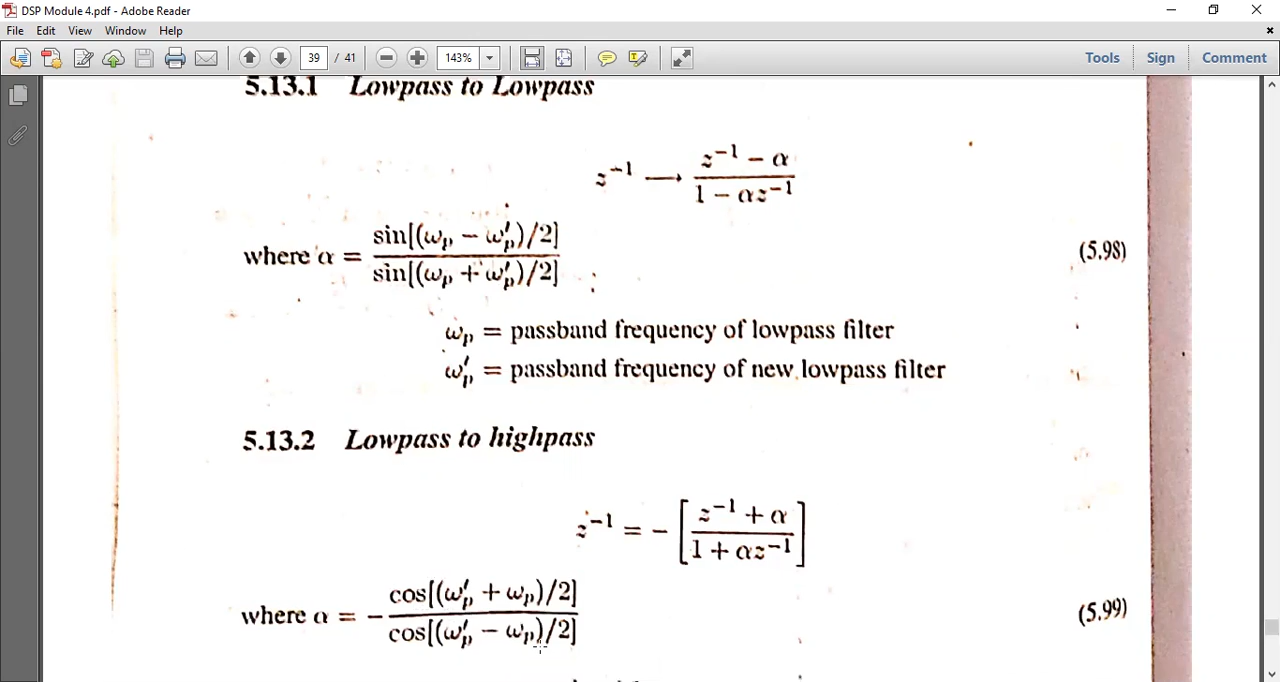 DSP Module 4.pdf - Adobe Reader
File Edit View Window Help
39 / 41 143% Tools Sign Comment
5.13.1 Lowpass to Lowpass
z⁻¹ ⟶ (z⁻¹ − α) / (1 − αz⁻¹)
where α = sin[(ωₚ − ω′ₚ)/2] / sin[(ωₚ + ω′ₚ)/2] (5.98)
ωₚ = passband frequency of lowpass filter
ω′ₚ = passband frequency of new lowpass filter
5.13.2 Lowpass to highpass
z⁻¹ = − [(z⁻¹ + α) / (1 + αz⁻¹)]
where α = − cos[(ω′ₚ + ωₚ)/2] / cos[(ω′ₚ − ωₚ)/2] (5.99)